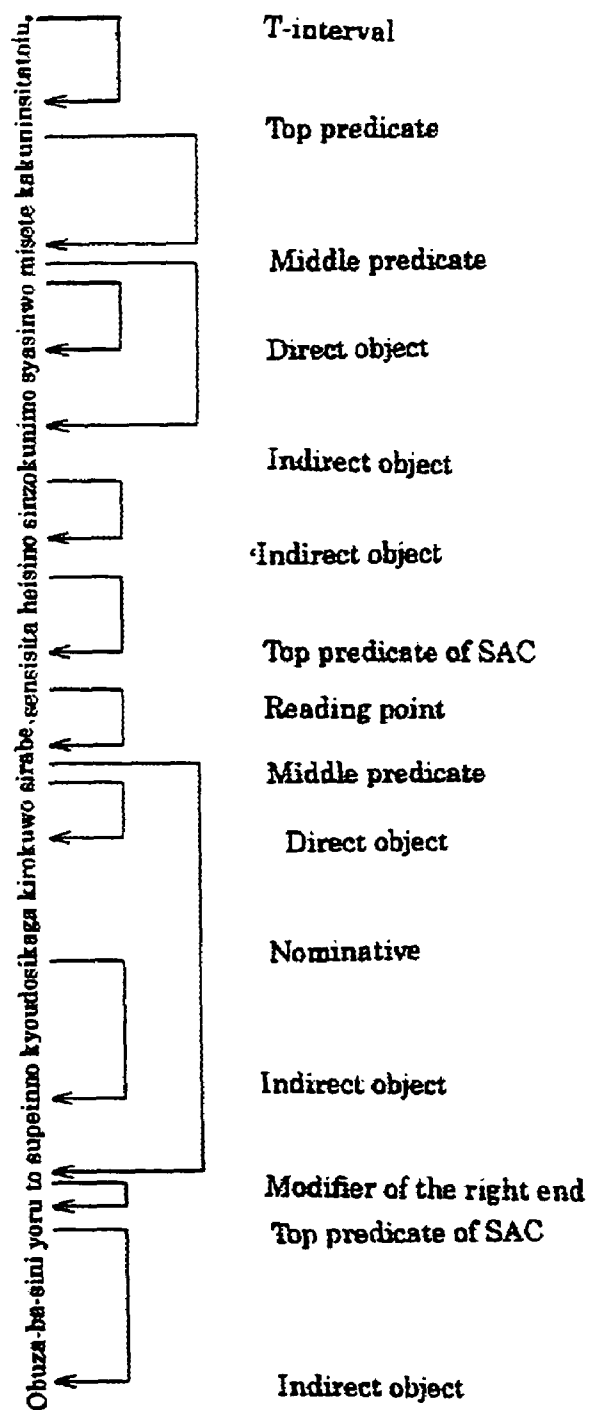 Obuza-ba-sini yoru to supeinno kyoudosikaga kirokuwo sirabe, sensisita heisino sinzokunimo syasinwo misete kakuninsitatoiu,
T-interval
Top predicate
Middle predicate
Direct object
Indirect object
Indirect object
Top predicate of SAC
Reading point
Middle predicate
Direct object
Nominative
Indirect object
Modifier of the right end
Top predicate of SAC
Indirect object